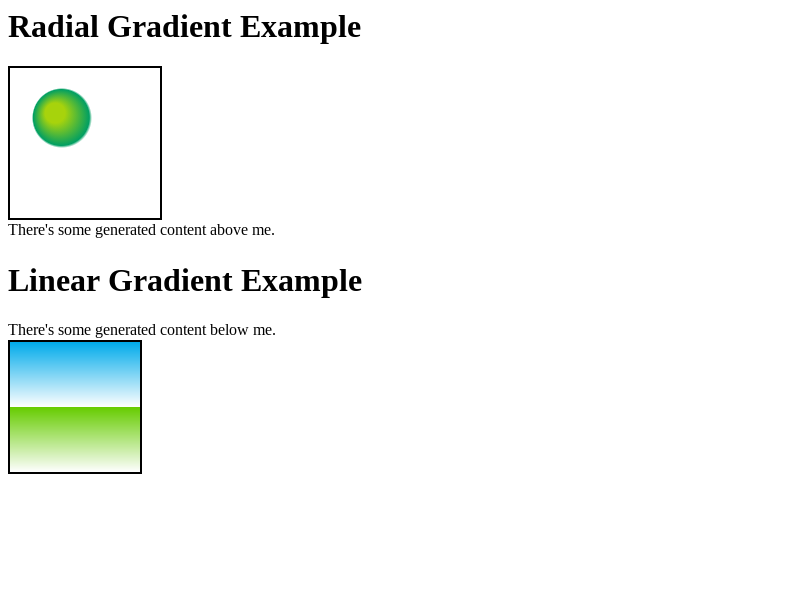 Radial Gradient Example
There's some generated content above me.
Linear Gradient Example
There's some generated content below me.